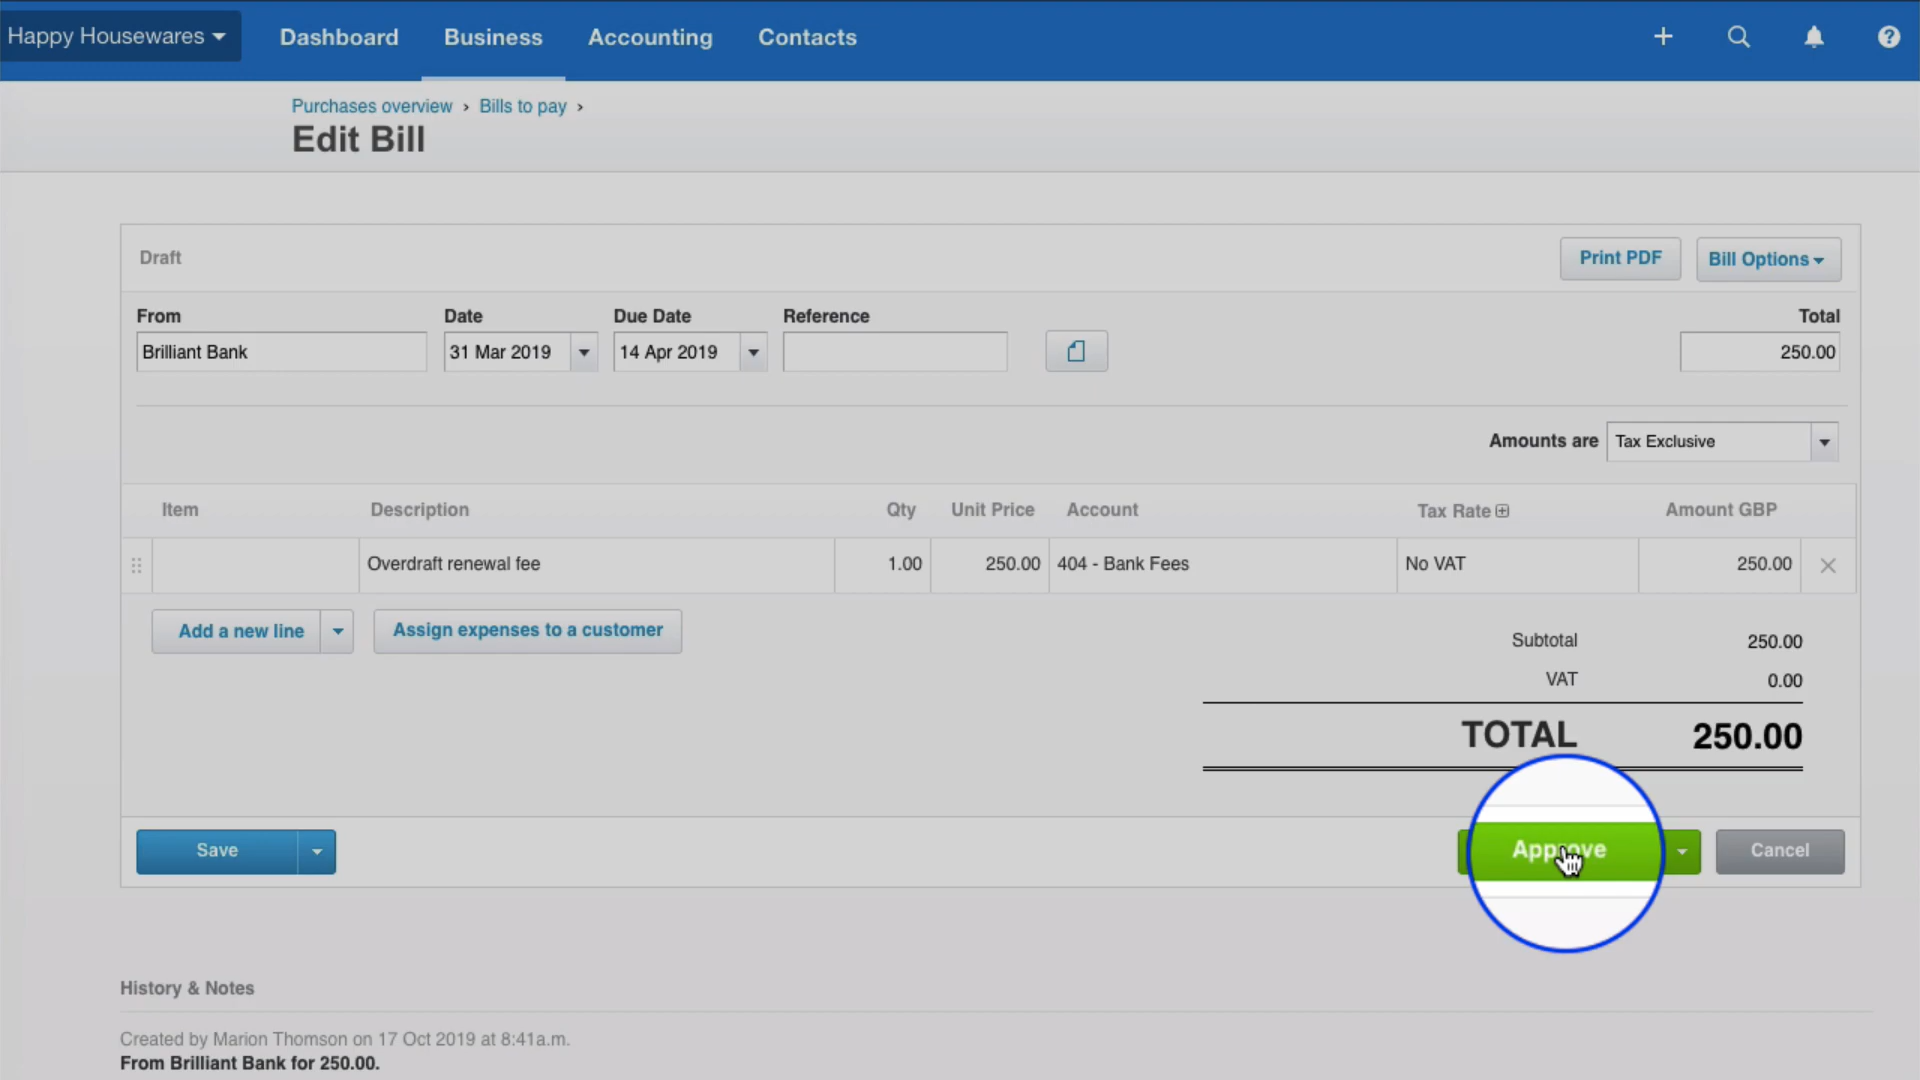 Happy Housewares Dashboard Business Accounting Contacts
Purchases overview › Bills to pay ›
Edit Bill
Draft Print PDF Bill Options
From Date Due Date Reference Total
Brilliant Bank 31 Mar 2019 14 Apr 2019 250.00
Amounts are Tax Exclusive
Item Description Qty Unit Price Account Tax Rate Amount GBP
Overdraft renewal fee 1.00 250.00 404 - Bank Fees No VAT 250.00
Add a new line Assign expenses to a customer
Subtotal 250.00
VAT 0.00
TOTAL 250.00
Save Approve Cancel
History & Notes
Created by Marion Thomson on 17 Oct 2019 at 8:41a.m.
From Brilliant Bank for 250.00.